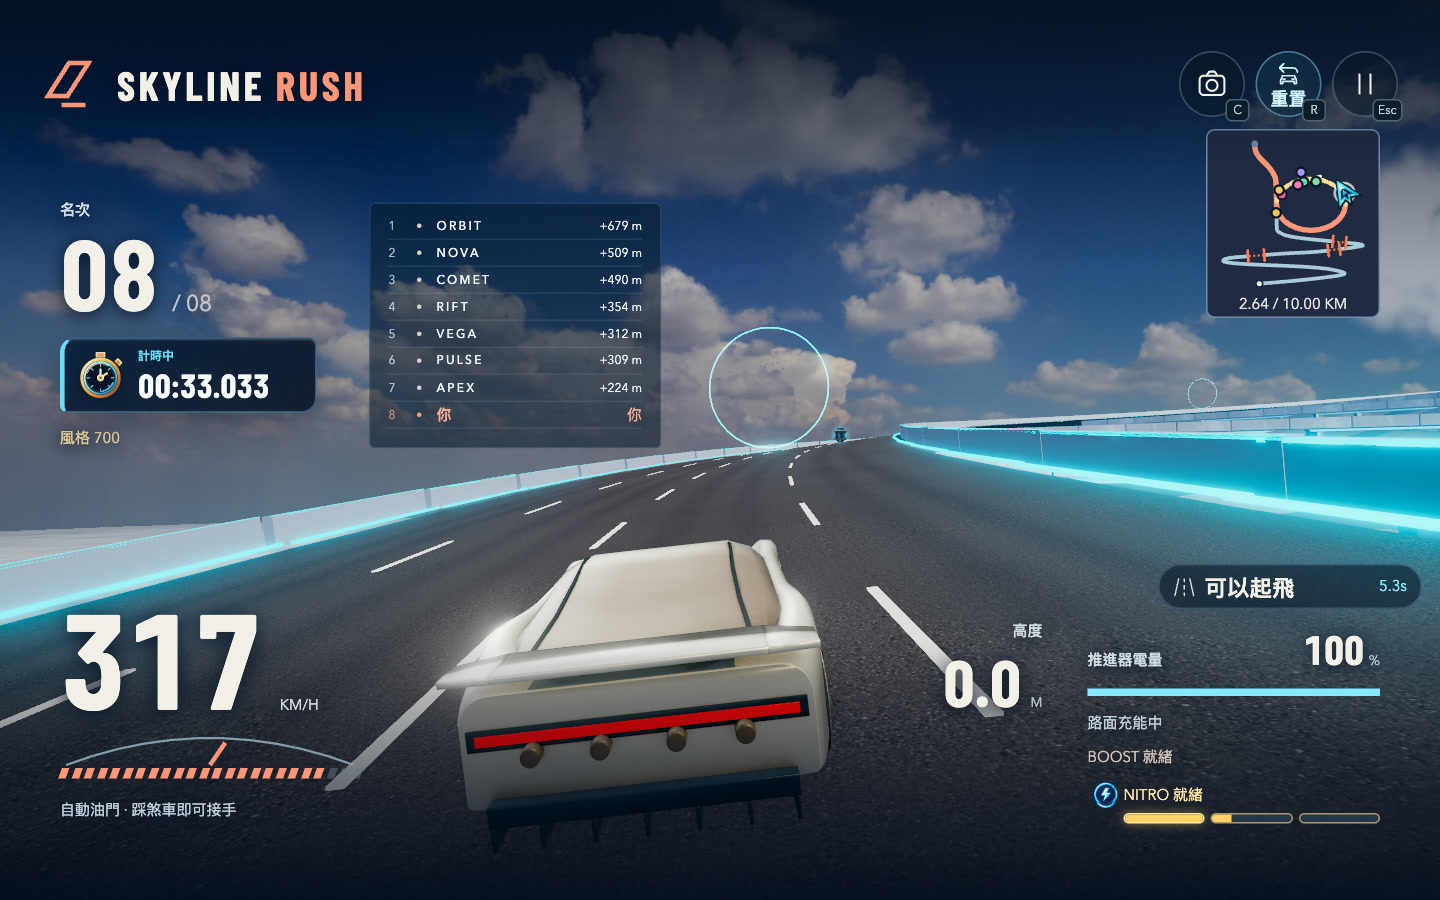 SKYLINE RUSH
重置
C
R
Esc
2.64 / 10.00 KM
名次
08 / 08
計時中
00:33.033
風格 700
1 • ORBIT +679 m
2 • NOVA +509 m
3 • COMET +490 m
4 • RIFT +354 m
5 • VEGA +312 m
6 • PULSE +309 m
7 • APEX +224 m
8 • 你 你
317 KM/H
自動油門 · 踩煞車即可接手
可以起飛 5.3s
高度
0.0 M
推進器電量 100 %
路面充能中
BOOST 就緒
NITRO 就緒